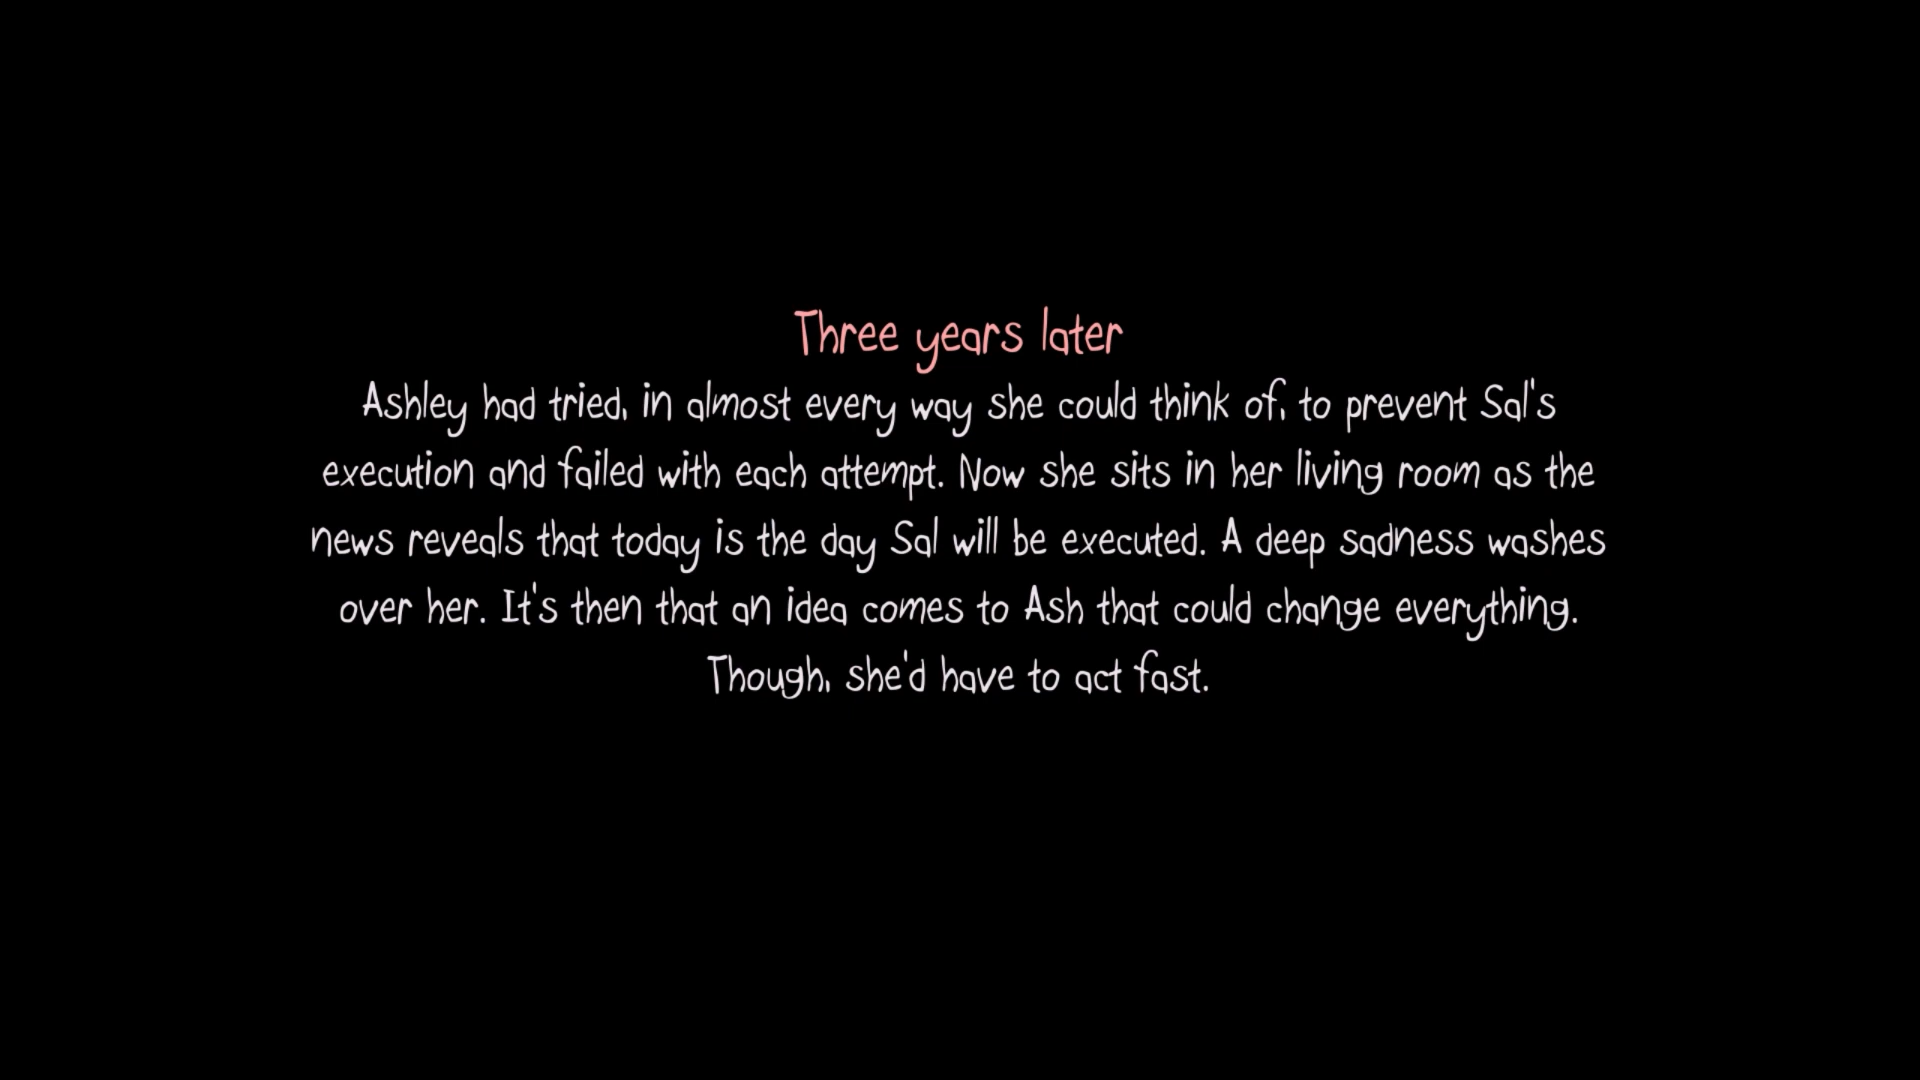 Three years later
Ashley had tried, in almost every way she could think of, to prevent Sal's
execution and failed with each attempt. Now she sits in her living room as the
news reveals that today is the day Sal will be executed. A deep sadness washes
over her. It's then that an idea comes to Ash that could change everything.
Though, she'd have to act fast.